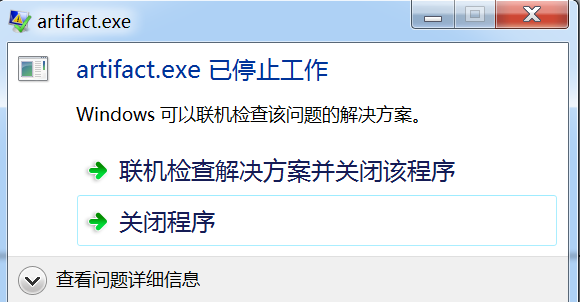 artifact.exe
artifact.exe 已停止工作
Windows 可以联机检查该问题的解决方案。
联机检查解决方案并关闭该程序
关闭程序
查看问题详细信息